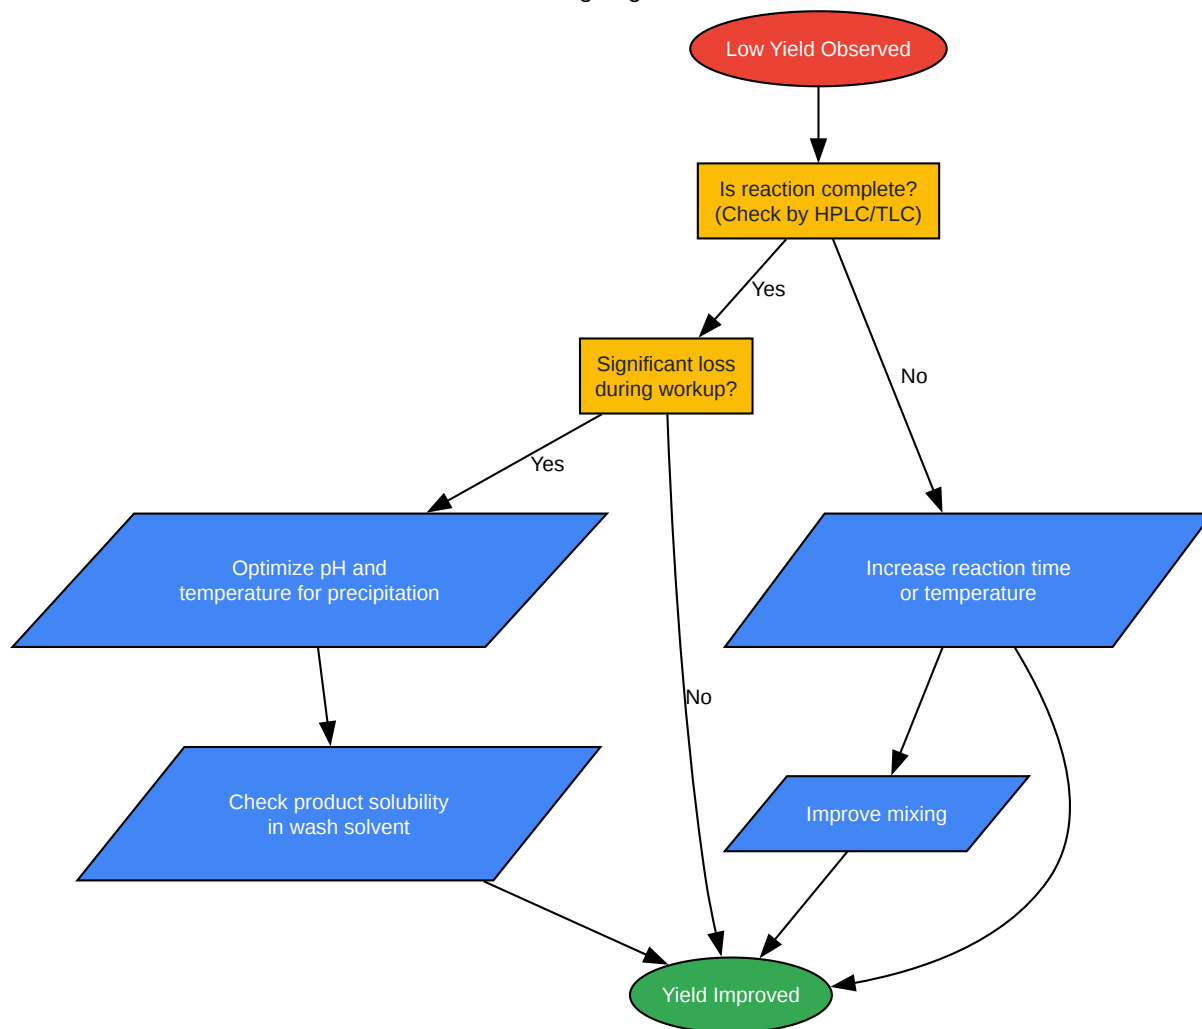 Low Yield Observed
Is reaction complete?
(Check by HPLC/TLC)
Yes
Significant loss
during workup?
No
Yes
Optimize pH and
temperature for precipitation
Increase reaction time
or temperature
No
Check product solubility
in wash solvent
Improve mixing
Yield Improved